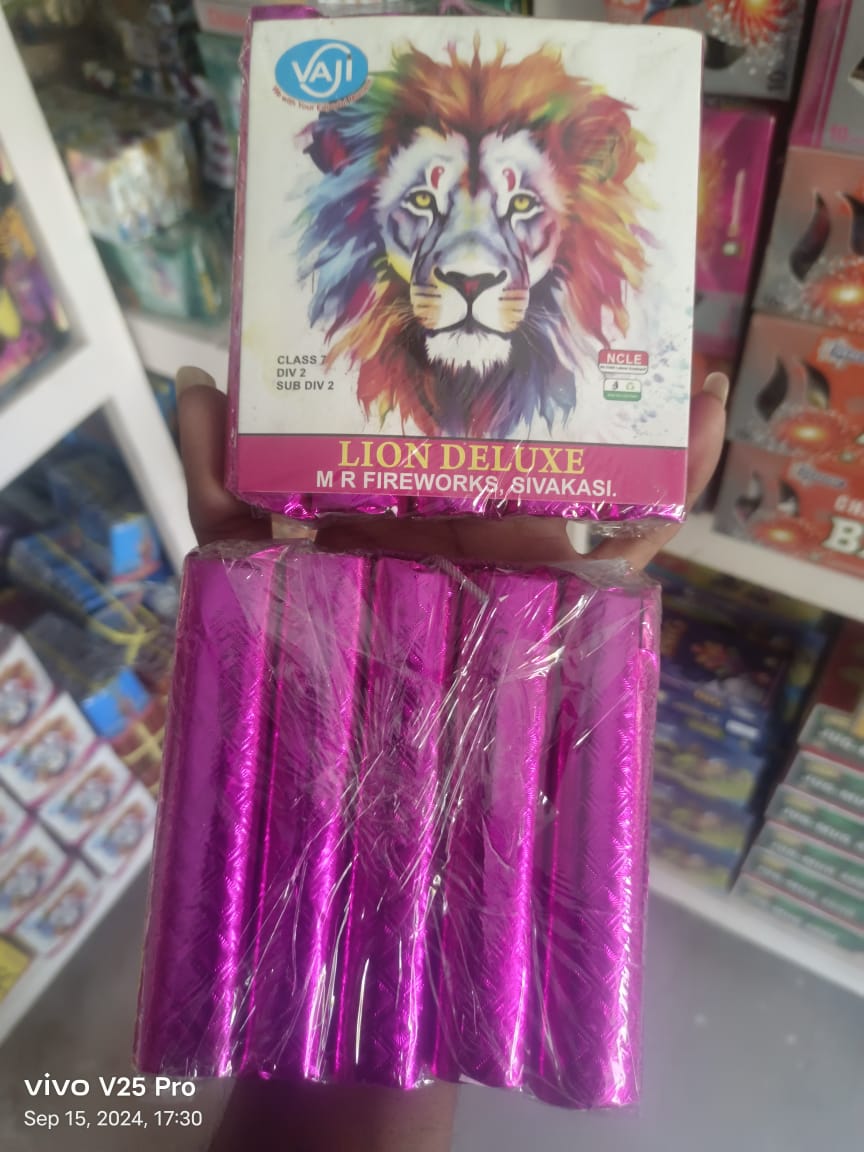 VAJI
CLASS 7
DIV 2
SUB DIV 2
NCLE
LION DELUXE
M R FIREWORKS, SIVAKASI.
vivo V25 Pro
Sep 15, 2024, 17:30